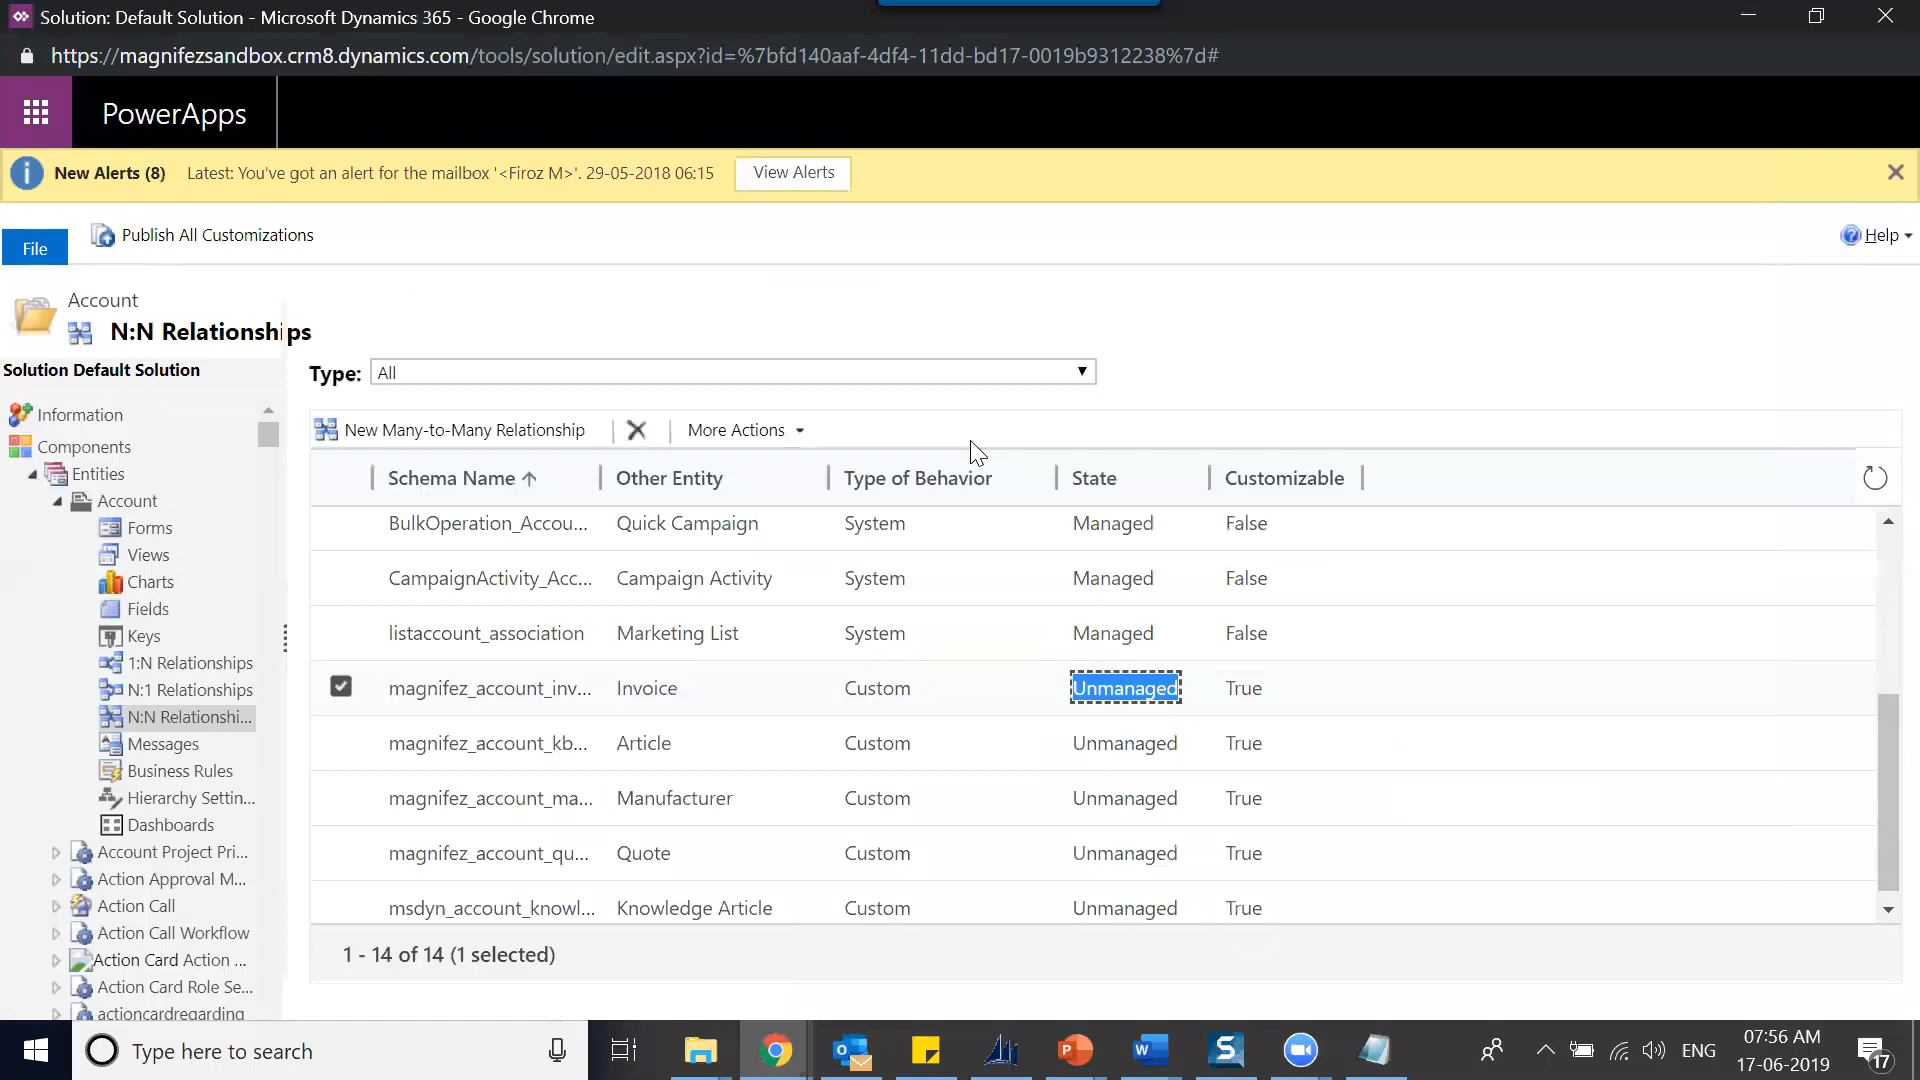 Solution: Default Solution - Microsoft Dynamics 365 - Google Chrome
https://magnifezsandbox.crm8.dynamics.com/tools/solution/edit.aspx?id=%7bfd140aaf-4df4-11dd-bd17-0019b9312238%7d#
PowerApps
New Alerts (8) Latest: You've got an alert for the mailbox '<Firoz M>'. 29-05-2018 06:15 View Alerts
File Publish All Customizations Help
Account
N:N Relationships
Solution Default Solution
Information
Components
Entities
Account
Forms
Views
Charts
Fields
Keys
1:N Relationships
N:1 Relationships
N:N Relationshi...
Messages
Business Rules
Hierarchy Settin...
Dashboards
Account Project Pri...
Action Approval M...
Action Call
Action Call Workflow
Action Card Action ...
Action Card Role Se...
actioncardregarding
Type: All
New Many-to-Many Relationship More Actions
Schema Name Other Entity Type of Behavior State Customizable
BulkOperation_Accou... Quick Campaign System Managed False
CampaignActivity_Acc... Campaign Activity System Managed False
listaccount_association Marketing List System Managed False
magnifez_account_inv... Invoice Custom Unmanaged True
magnifez_account_kb... Article Custom Unmanaged True
magnifez_account_ma... Manufacturer Custom Unmanaged True
magnifez_account_qu... Quote Custom Unmanaged True
msdyn_account_knowl... Knowledge Article Custom Unmanaged True
1 - 14 of 14 (1 selected)
Type here to search
ENG
07:56 AM
17-06-2019
17